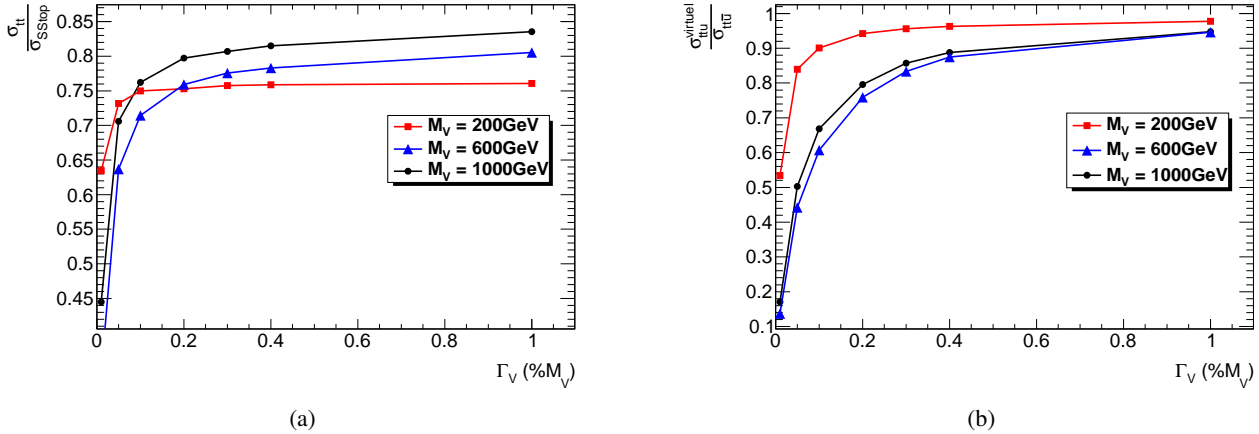 σtt
σSStop
0.85
0.8
0.75
0.7
0.65
0.6
0.55
0.5
0.45
0 0.2 0.4 0.6 0.8 1
ΓV (%MV)
MV = 200GeV
MV = 600GeV
MV = 1000GeV
(a)
σttu virtuel
σttū
1
0.9
0.8
0.7
0.6
0.5
0.4
0.3
0.2
0.1
0 0.2 0.4 0.6 0.8 1
ΓV (%MV)
MV = 200GeV
MV = 600GeV
MV = 1000GeV
(b)